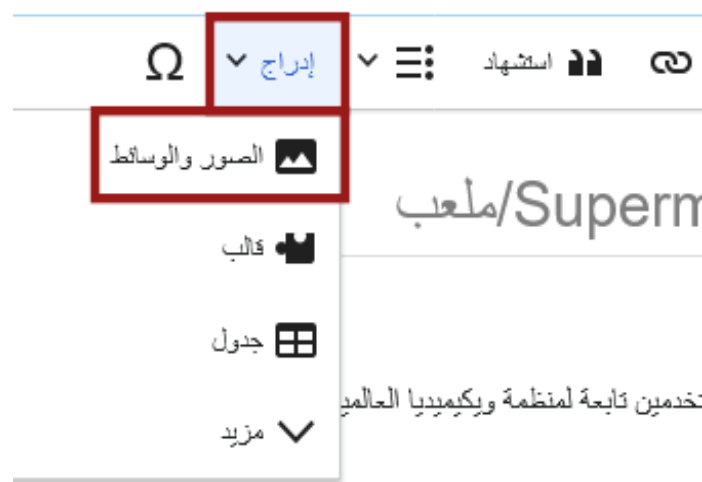 استشهاد إدراج Ω
الصور والوسائط
Superm/ملعب
قالب
جدول
تخدمين تابعة لمنظمة ويكيميديا العالمي
مزيد